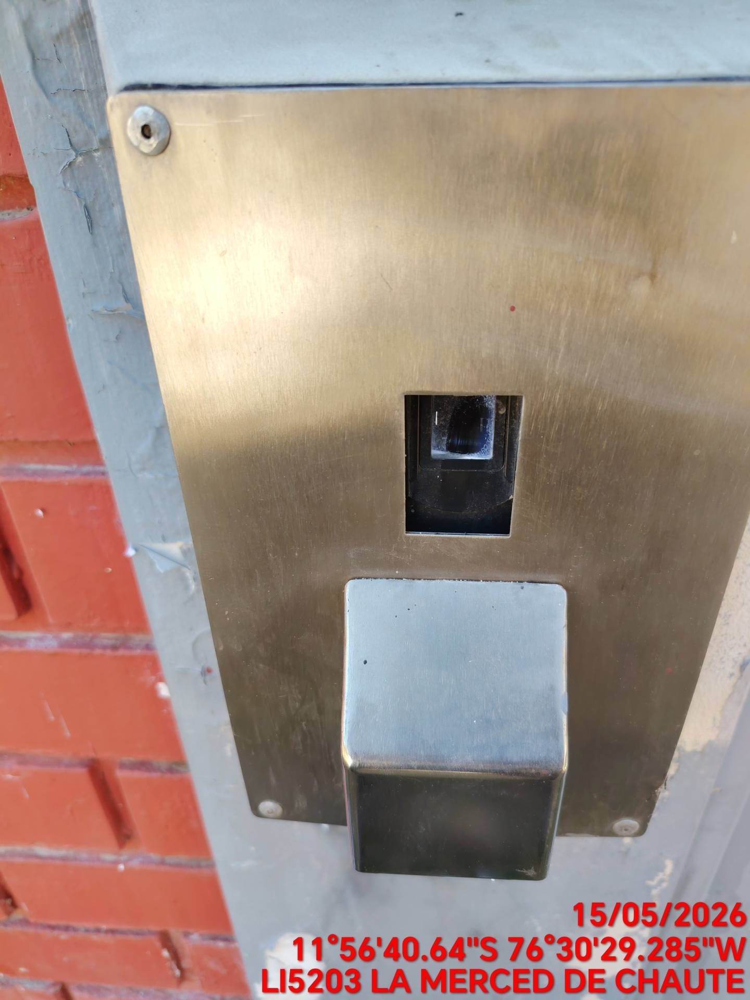 15/05/2026
11°56'40.64"S 76°30'29.285"W
LI5203 LA MERCED DE CHAUTE